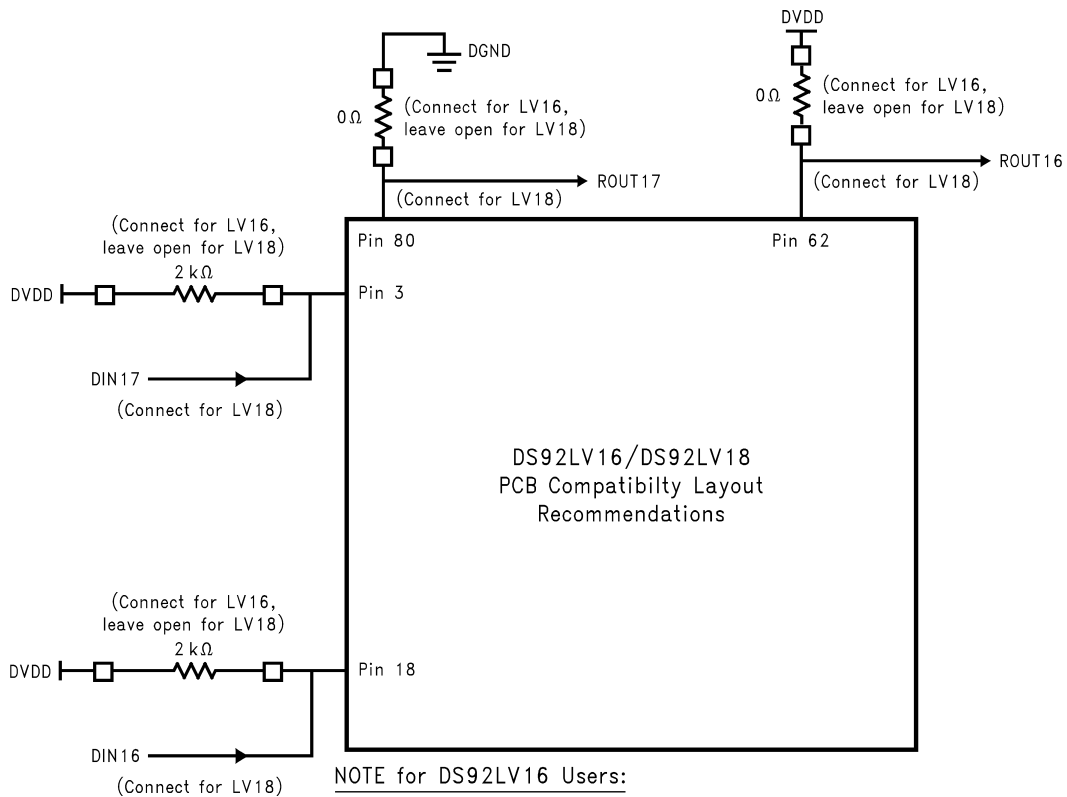 DVDD
DGND
0Ω
(Connect for LV16,
leave open for LV18)
0Ω
(Connect for LV16,
leave open for LV18)
ROUT17
(Connect for LV18)
ROUT16
(Connect for LV18)
(Connect for LV16,
leave open for LV18)
2 kΩ
DVDD
Pin 80
Pin 62
Pin 3
DIN17
(Connect for LV18)
DS92LV16/DS92LV18
PCB Compatibilty Layout
Recommendations
(Connect for LV16,
leave open for LV18)
2 kΩ
DVDD
Pin 18
DIN16
(Connect for LV18)
NOTE for DS92LV16 Users: